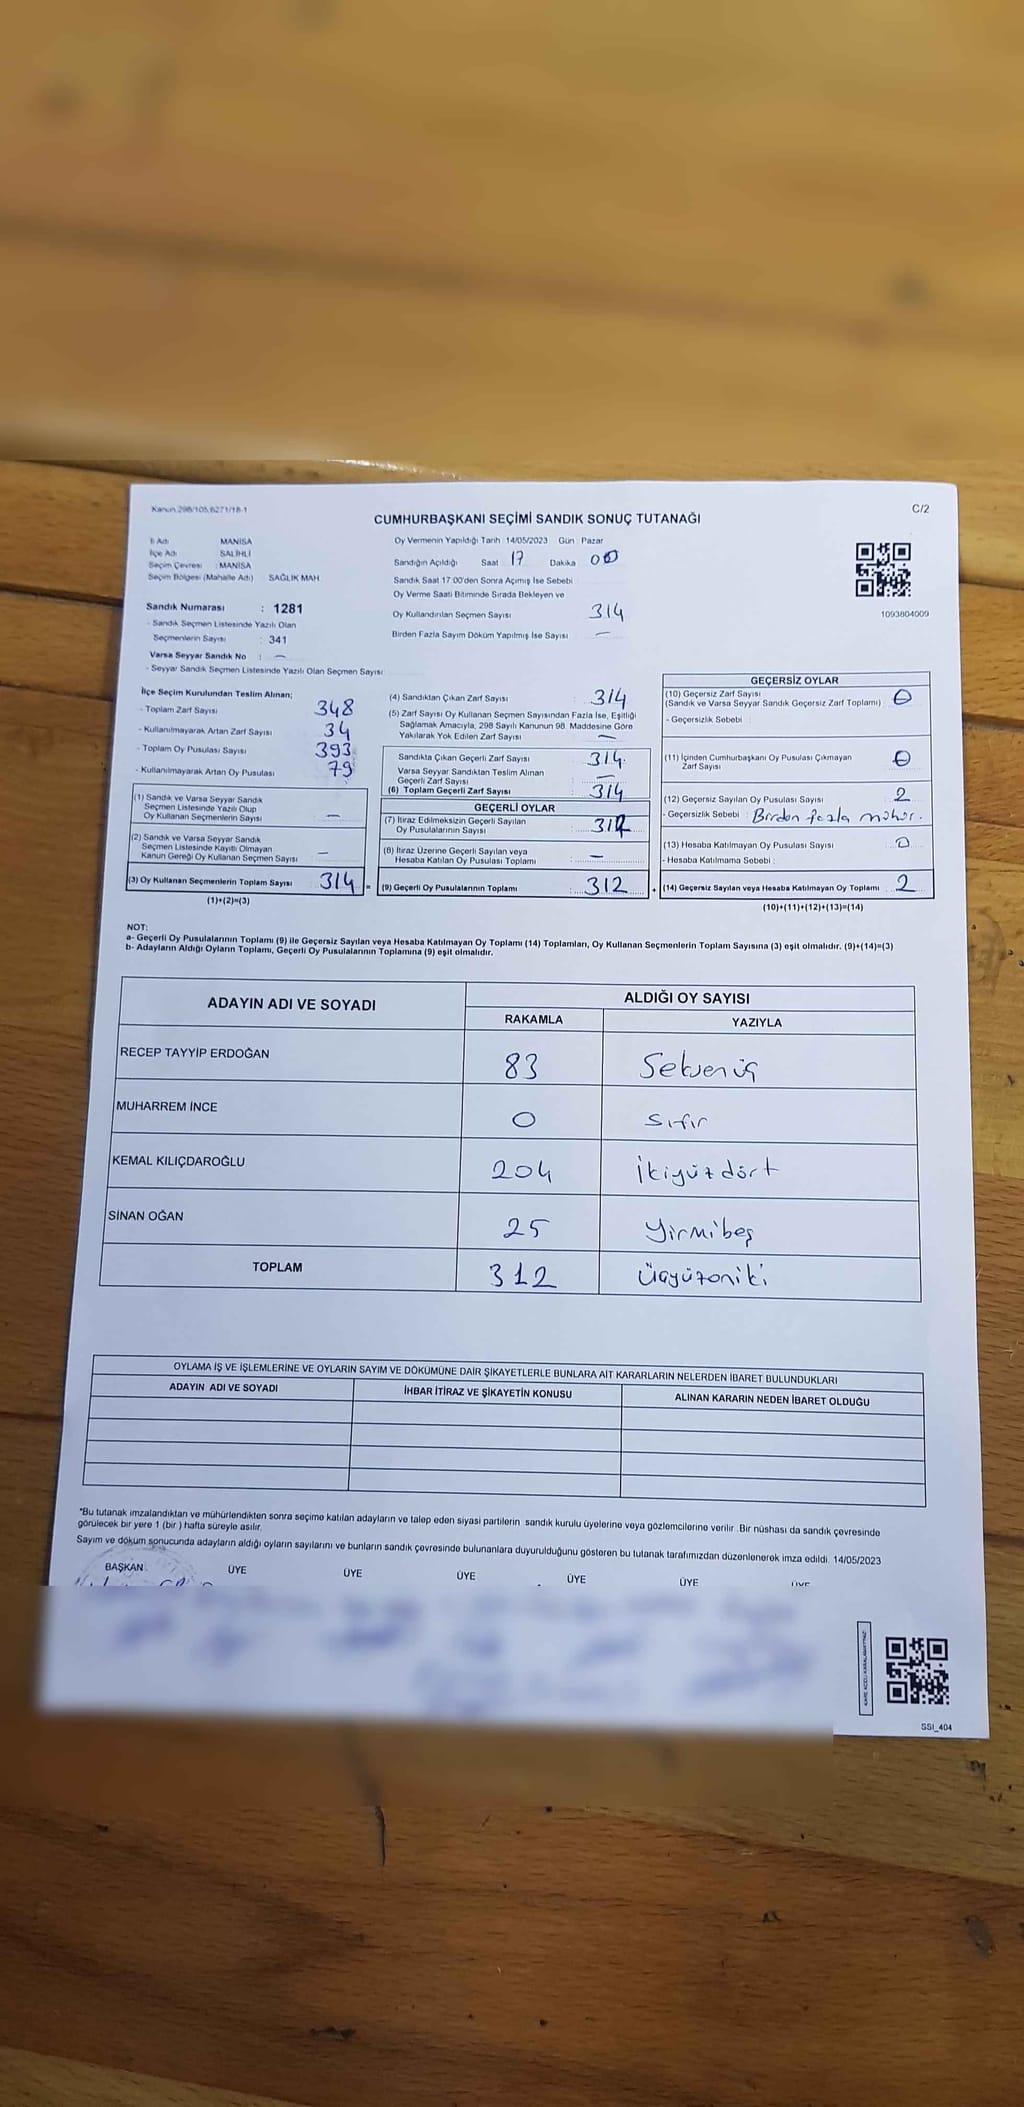 Kanun 298/105,6271/18-1
C/2
CUMHURBAŞKANI SEÇİMİ SANDIK SONUÇ TUTANAĞI
İl Adı MANİSA
İlçe Adı SALİHLİ
Seçim Çevresi : MANİSA
Seçim Bölgesi (Mahalle Adı) SAĞLIK MAH
Sandık Numarası : 1281
- Sandık Seçmen Listesinde Yazılı Olan
Seçmenlerin Sayısı : 341
Varsa Seyyar Sandık No : —
- Seyyar Sandık Seçmen Listesinde Yazılı Olan Seçmen Sayısı
Oy Vermenin Yapıldığı Tarih 14/05/2023 Gün Pazar
Sandığın Açıldığı Saat 17 Dakika 00
Sandık Saat 17:00'den Sonra Açılmış İse Sebebi
Oy Verme Saati Bitiminde Sırada Bekleyen ve
Oy Kullandırılan Seçmen Sayısı 314
Birden Fazla Sayım Döküm Yapılmış İse Sayısı —
1093804009
İlçe Seçim Kurulundan Teslim Alınan;
- Toplam Zarf Sayısı 348
- Kullanılmayarak Artan Zarf Sayısı 34
- Toplam Oy Pusulası Sayısı 393
- Kullanılmayarak Artan Oy Pusulası 79
(1) Sandık ve Varsa Seyyar Sandık
Seçmen Listesinde Yazılı Olup
Oy Kullanan Seçmenlerin Sayısı —
(2) Sandık ve Varsa Seyyar Sandık
Seçmen Listesinde Kayıtlı Olmayan
Kanun Gereği Oy Kullanan Seçmen Sayısı —
(3) Oy Kullanan Seçmenlerin Toplam Sayısı 314 =
(1)+(2)=(3)
(4) Sandıktan Çıkan Zarf Sayısı 314
(5) Zarf Sayısı Oy Kullanan Seçmen Sayısından Fazla İse, Eşitliği
Sağlamak Amacıyla, 298 Sayılı Kanunun 98. Maddesine Göre
Yakılarak Yok Edilen Zarf Sayısı —
Sandıkta Çıkan Geçerli Zarf Sayısı 314
Varsa Seyyar Sandıktan Teslim Alınan
Geçerli Zarf Sayısı —
(6) Toplam Geçerli Zarf Sayısı 314
GEÇERLİ OYLAR
(7) İtiraz Edilmeksizin Geçerli Sayılan
Oy Pusulalarının Sayısı : 312
(8) İtiraz Üzerine Geçerli Sayılan veya
Hesaba Katılan Oy Pusulası Toplamı : —
(9) Geçerli Oy Pusulalarının Toplamı : 312 +
GEÇERSİZ OYLAR
(10) Geçersiz Zarf Sayısı
(Sandık ve Varsa Seyyar Sandık Geçersiz Zarf Toplamı) : 0
- Geçersizlik Sebebi
(11) İçinden Cumhurbaşkanı Oy Pusulası Çıkmayan
Zarf Sayısı : 0
(12) Geçersiz Sayılan Oy Pusulası Sayısı 2
- Geçersizlik Sebebi : Birden fazla mühür.
(13) Hesaba Katılmayan Oy Pusulası Sayısı 0
- Hesaba Katılmama Sebebi :
(14) Geçersiz Sayılan veya Hesaba Katılmayan Oy Toplamı 2
(10)+(11)+(12)+(13)=(14)
NOT:
a- Geçerli Oy Pusulalarının Toplamı (9) ile Geçersiz Sayılan veya Hesaba Katılmayan Oy Toplamı (14) Toplamları, Oy Kullanan Seçmenlerin Toplam Sayısına (3) eşit olmalıdır. (9)+(14)=(3)
b- Adayların Aldığı Oyların Toplamı, Geçerli Oy Pusulalarının Toplamına (9) eşit olmalıdır.
ADAYIN ADI VE SOYADI ALDIĞI OY SAYISI
RAKAMLA YAZIYLA
RECEP TAYYİP ERDOĞAN 83 Seksenüç
MUHARREM İNCE 0 Sıfır
KEMAL KILIÇDAROĞLU 204 İkiyüzdört
SİNAN OĞAN 25 Yirmibeş
TOPLAM 312 Üçyüzoniki
OYLAMA İŞ VE İŞLEMLERİNE VE OYLARIN SAYIM VE DÖKÜMÜNE DAİR ŞİKAYETLERLE BUNLARA AİT KARARLARIN NELERDEN İBARET BULUNDUKLARI
ADAYIN ADI VE SOYADI İHBAR İTİRAZ VE ŞİKAYETİN KONUSU ALINAN KARARIN NEDEN İBARET OLDUĞU
*Bu tutanak imzalandıktan ve mühürlendikten sonra seçime katılan adayların ve talep eden siyasi partilerin sandık kurulu üyelerine veya gözlemcilerine verilir. Bir nüshası da sandık çevresinde
görülecek bir yere 1 (bir ) hafta süreyle asılır.
Sayım ve döküm sonucunda adayların aldığı oyların sayılarını ve bunların sandık çevresinde bulunanlara duyurulduğunu gösteren bu tutanak tarafımızdan düzenlenerek imza edildi. 14/05/2023
BAŞKAN ÜYE ÜYE ÜYE ÜYE ÜYE ÜYE
SSI_404